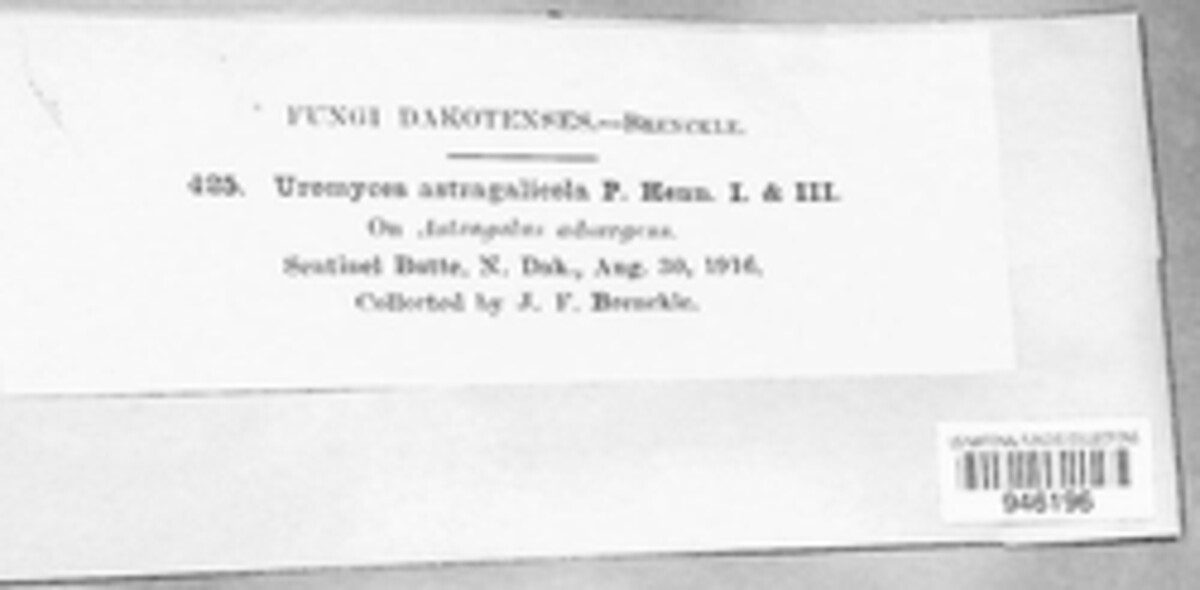 FUNGI DAKOTENSES.—BRENCKLE.
425. Uromyces astragalicola P. Henn. I. & III.
On Astragalus adsurgens.
Sentinel Butte, N. Dak., Aug. 30, 1916.
Collected by J. F. Brenckle.
946196